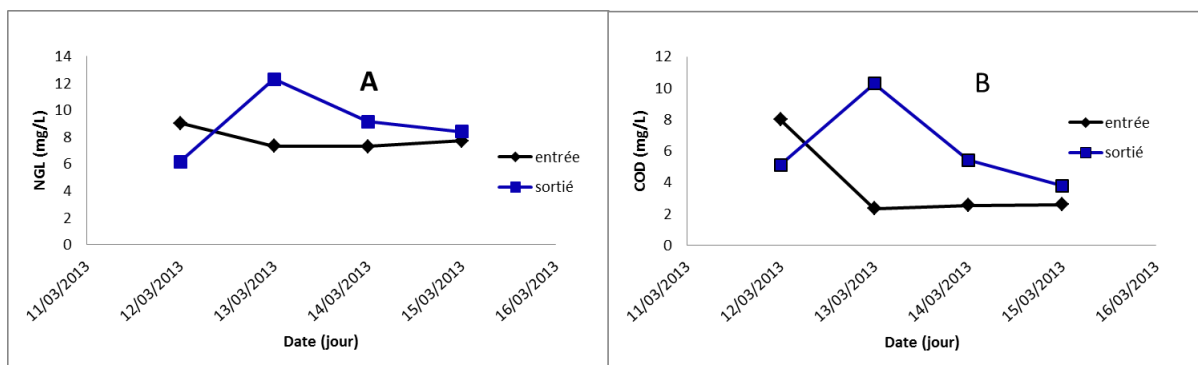 A
NGL (mg/L)
14
12
10
8
6
4
2
0
11/03/2013
12/03/2013
13/03/2013
14/03/2013
15/03/2013
16/03/2013
Date (jour)
entrée
sortié
B
COD (mg/L)
12
10
8
6
4
2
0
11/03/2013
12/03/2013
13/03/2013
14/03/2013
15/03/2013
16/03/2013
Date (jour)
entrée
sortié